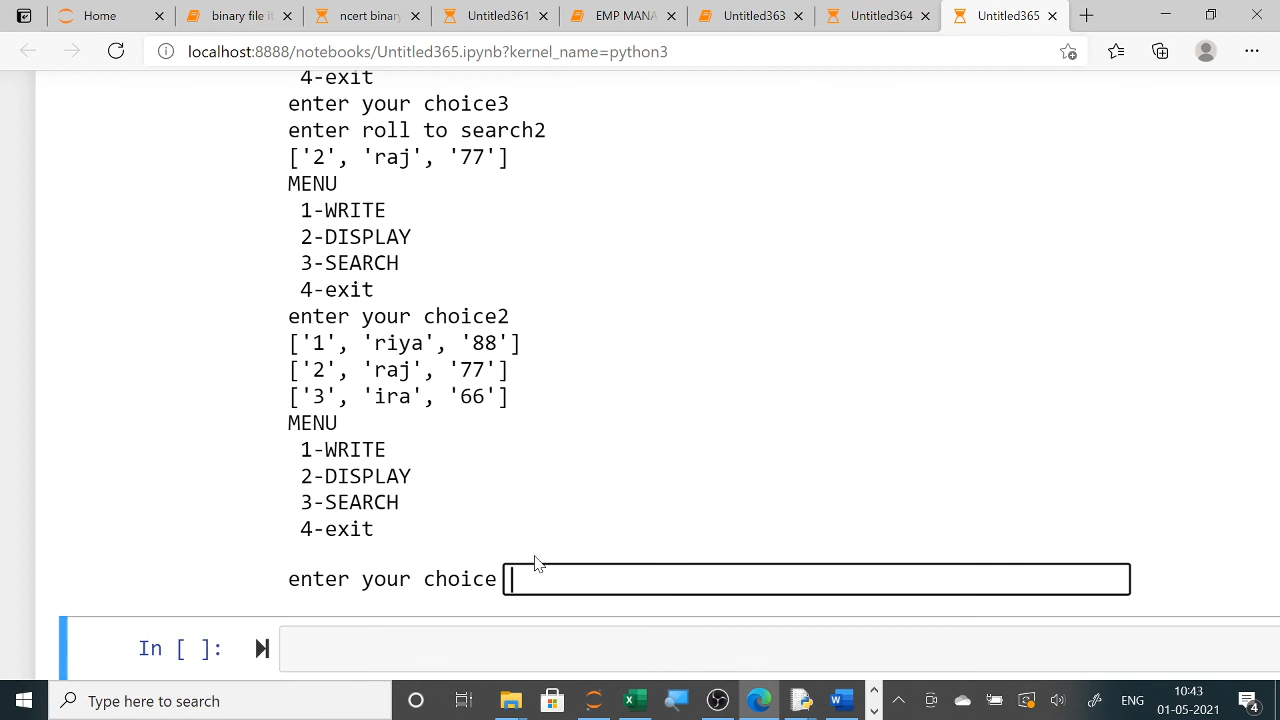 Home
binary file it
ncert binary
Untitled361
EMP MANA
Untitled363
Untitled364
Untitled365
localhost:8888/notebooks/Untitled365.ipynb?kernel_name=python3
4-exit
enter your choice3
enter roll to search2
['2', 'raj', '77']
MENU
1-WRITE
2-DISPLAY
3-SEARCH
4-exit
enter your choice2
['1', 'riya', '88']
['2', 'raj', '77']
['3', 'ira', '66']
MENU
1-WRITE
2-DISPLAY
3-SEARCH
4-exit
enter your choice
In [ ]:
Type here to search
ENG
10:43
01-05-2021
4